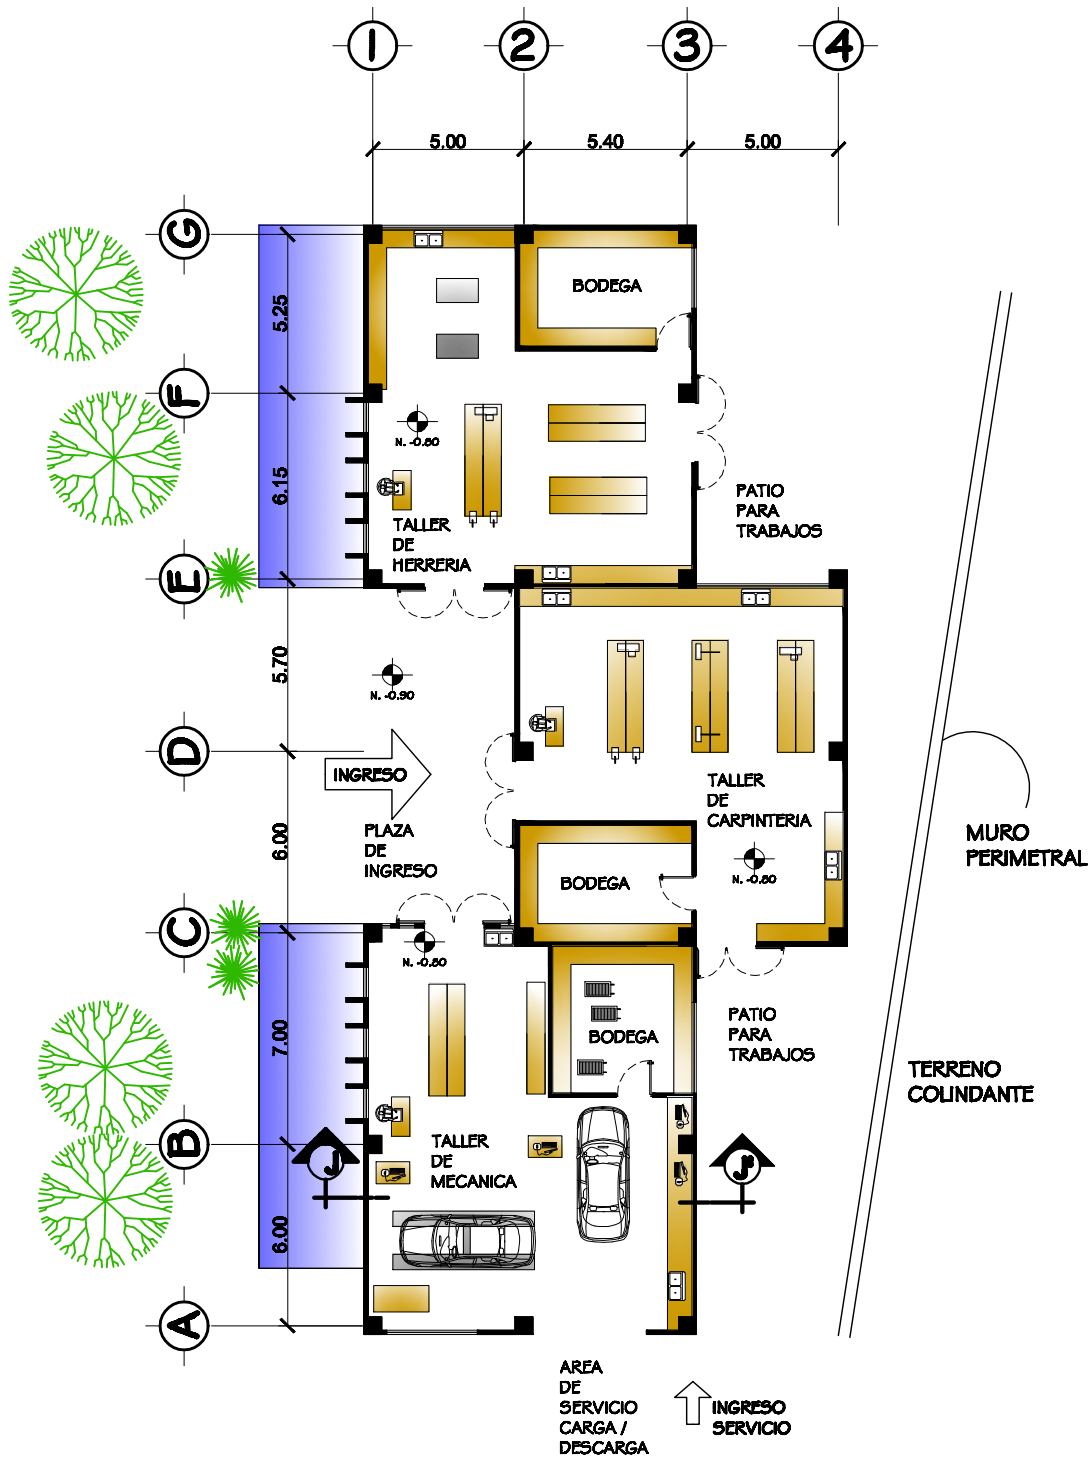 1 2 3 4
5.00 5.40 5.00
G
5.25
BODEGA
F
N. -0.80
6.15
TALLER
DE
HERRERIA
PATIO
PARA
TRABAJOS
E
5.70
N. -0.90
D
INGRESO
TALLER
DE
CARPINTERIA
PLAZA
DE
INGRESO
6.00
MURO
PERIMETRAL
BODEGA
N. -0.80
C
N. -0.80
7.00
BODEGA
PATIO
PARA
TRABAJOS
TERRENO
COLINDANTE
B
TALLER
DE
MECANICA
J
J'
6.00
A
AREA
DE
SERVICIO
CARGA /
DESCARGA
INGRESO
SERVICIO